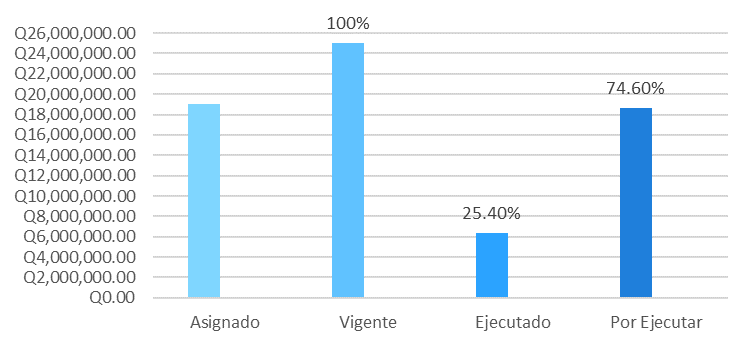 100%
Q26,000,000.00
Q24,000,000.00
Q22,000,000.00
Q20,000,000.00
74.60%
Q18,000,000.00
Q16,000,000.00
Q14,000,000.00
Q12,000,000.00
Q10,000,000.00
Q8,000,000.00
25.40%
Q6,000,000.00
Q4,000,000.00
Q2,000,000.00
Q0.00
Asignado Vigente Ejecutado Por Ejecutar